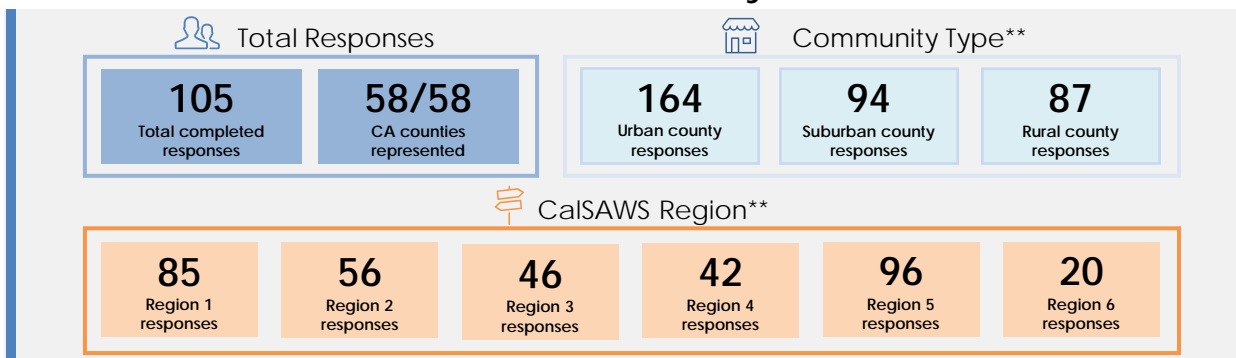 Total Responses
Community Type**
105
Total completed
responses
58/58
CA counties
represented
164
Urban county
responses
94
Suburban county
responses
87
Rural county
responses
CalSAWS Region**
85
Region 1
responses
56
Region 2
responses
46
Region 3
responses
42
Region 4
responses
96
Region 5
responses
20
Region 6
responses